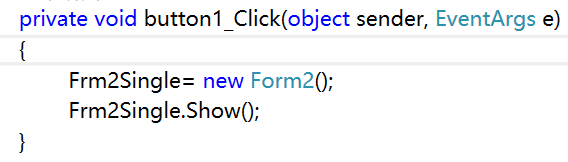 private void button1_Click(object sender, EventArgs e)
{
Frm2Single= new Form2();
Frm2Single.Show();
}